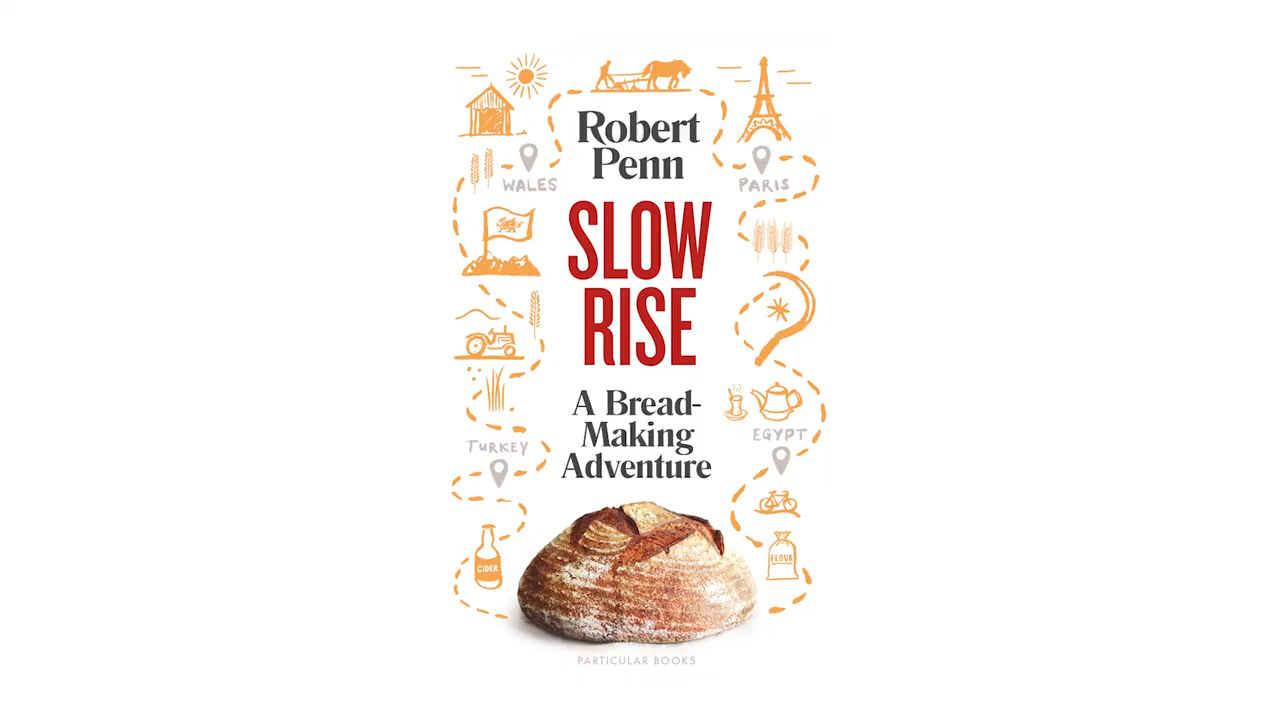 Robert
Penn
WALES
PARIS
SLOW
RISE
A Bread-
Making
Adventure
TURKEY
EGYPT
CIDER
FLOUR
PARTICULAR BOOKS